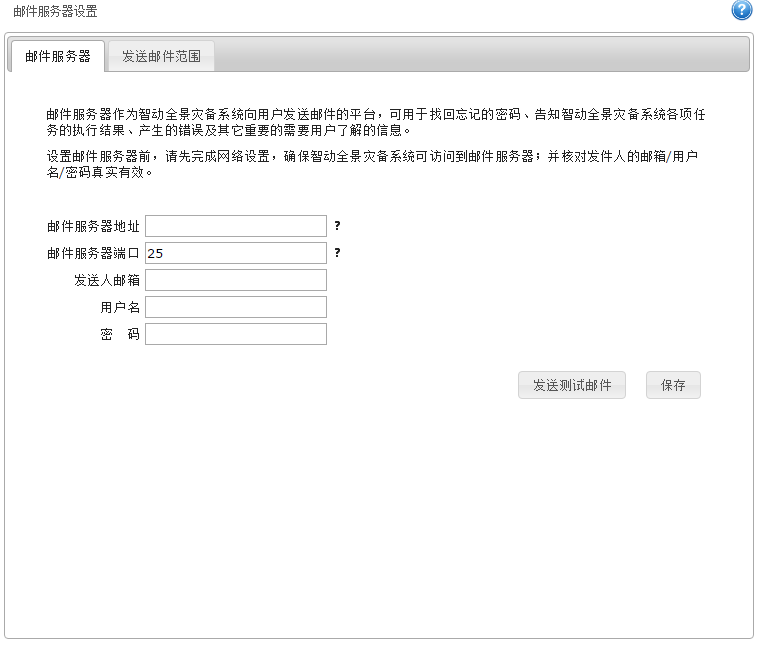 邮件服务器设置
?
邮件服务器 发送邮件范围
邮件服务器作为智动全景灾备系统向用户发送邮件的平台，可用于找回忘记的密码、告知智动全景灾备系统各项任
务的执行结果、产生的错误及其它重要的需要用户了解的信息。
设置邮件服务器前，请先完成网络设置，确保智动全景灾备系统可访问到邮件服务器；并核对发件人的邮箱/用户
名/密码真实有效。
邮件服务器地址 ?
邮件服务器端口 25 ?
发送人邮箱
用户名
密 码
发送测试邮件 保存